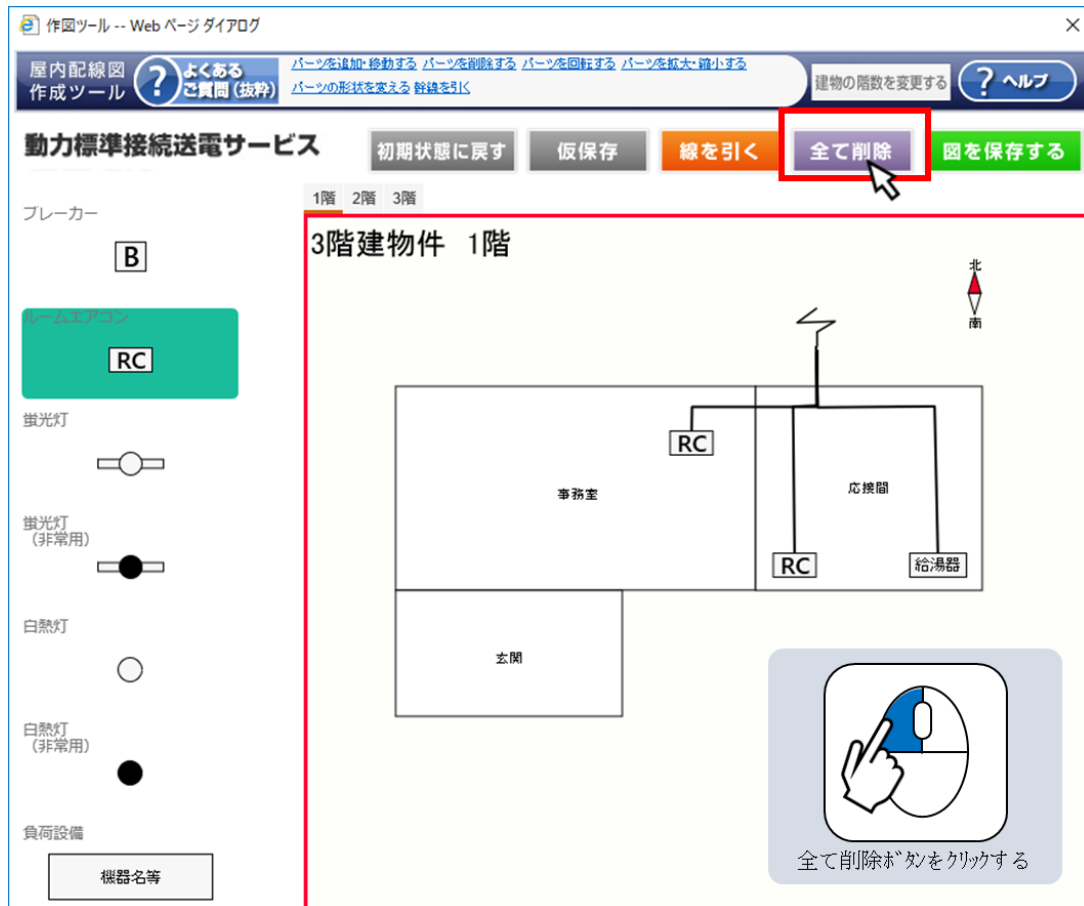 作図ツール -- Web ページ ダイアログ
屋内配線図
作成ツール
?
よくある
ご質問 (抜粋)
パーツを追加・移動する パーツを削除する パーツを回転する パーツを拡大・縮小する
パーツの形状を変える 幹線を引く
建物の階数を変更する
? ヘルプ
動力標準接続送電サービス
初期状態に戻す 仮保存 線を引く 全て削除 図を保存する
1階 2階 3階
ブレーカー
B
ルームエアコン
RC
蛍光灯
蛍光灯
(非常用)
白熱灯
白熱灯
(非常用)
負荷設備
機器名等
3階建物件 1階
北
南
RC
事務室
応接間
RC
給湯器
玄関
全て削除ボタンをクリックする